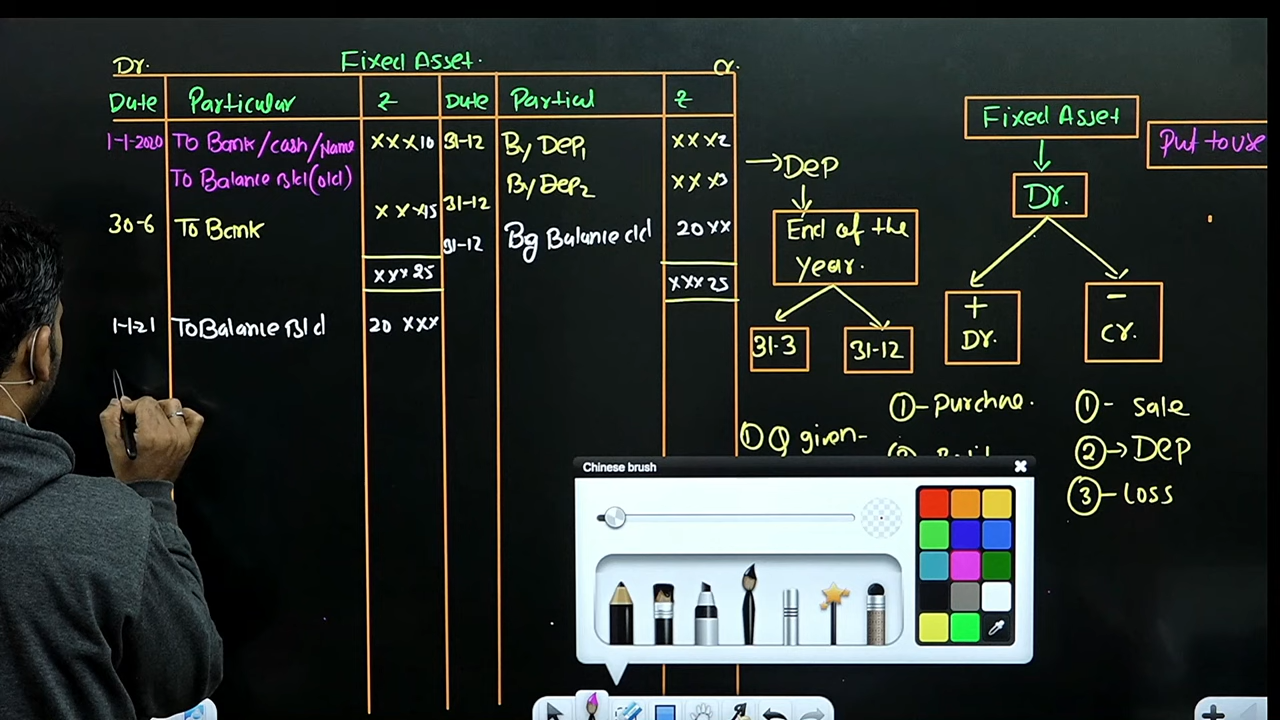 Dr. Fixed Asset. Cr.
Date Particular ₹ Date Partial ₹
1-1-2020 To Bank/cash/Name xxx10 31-12 By Dep1 xxx2
To Balance B/d (old) By Dep2 xxx3
30-6 To Bank xxx15 31-12
31-12 By Balance c/d 20xx
xxx25 xxx25
1-1-21 To Balance B/d 20 xxx
→Dep
End of the
year.
31-3 31-12
Fixed Asset
Put to use
Dr.
+ −
Dr. Cr.
①- Purchase. ①- Sale
① Q given- ②→Dep
③- Loss
Chinese brush